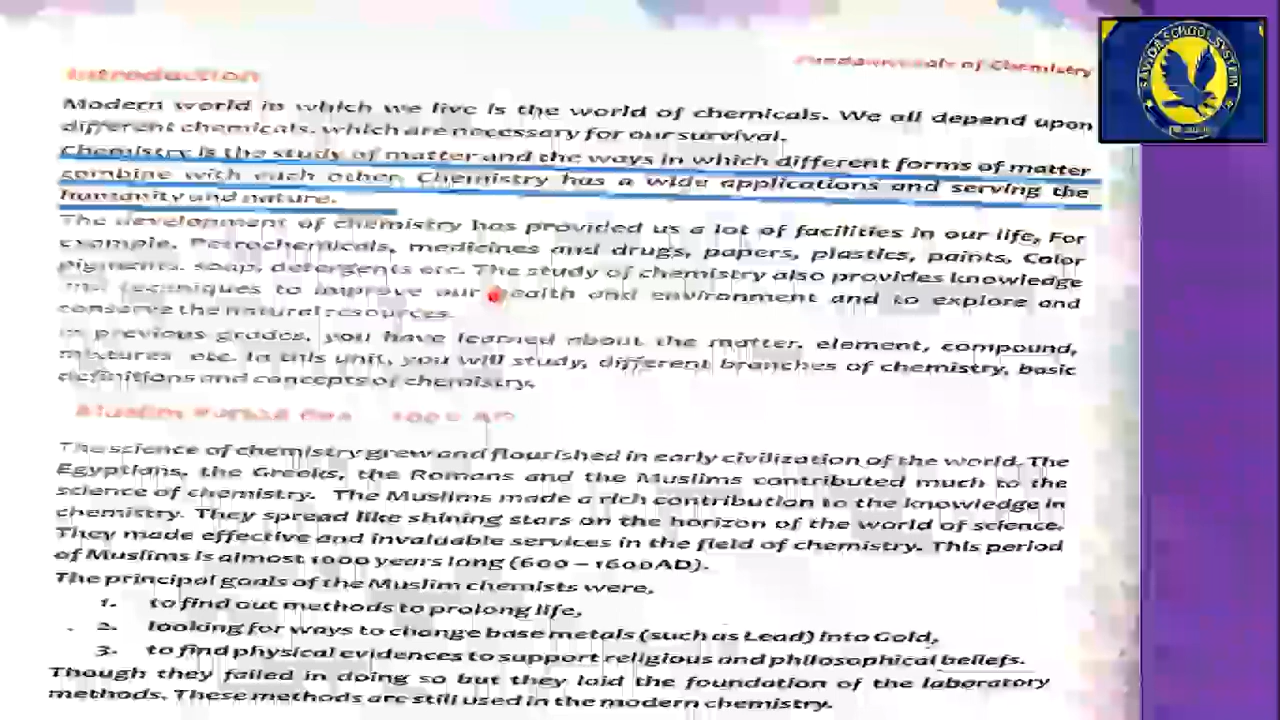 Fundamentals of Chemistry
Introduction
Modern world in which we live is the world of chemicals. We all depend upon
different chemicals, which are necessary for our survival.
Chemistry is the study of matter and the ways in which different forms of matter
combine with each other. Chemistry has a wide applications and serving the
humanity and nature.
The development of chemistry has provided us a lot of facilities in our life, For
example. Petrochemicals, medicines and drugs, papers, plastics, paints, Color
pigments, soap, detergents etc. The study of chemistry also provides knowledge
and techniques to improve our health and environment and to explore and
conserve the natural resources.
In previous grades, you have learned about the matter, element, compound,
mixtures etc. In this unit, you will study, different branches of chemistry, basic
definitions and concepts of chemistry.
Muslim
The science of chemistry grew and flourished in early civilization of the world. The
Egyptians, the Greeks, the Romans and the Muslims contributed much to the
science of chemistry. The Muslims made a rich contribution to the knowledge in
chemistry. They spread like shining stars on the horizon of the world of science.
They made effective and invaluable services in the field of chemistry. This period
of Muslims is almost 1000 years long (600 – 1600AD).
The principal goals of the Muslim chemists were,
1. to find out methods to prolong life,
2. looking for ways to change base metals (such as Lead) into Gold,
3. to find physical evidences to support religious and philosophical beliefs.
Though they failed in doing so but they laid the foundation of the laboratory
methods. These methods are still used in the modern chemistry.
SAVIOR SCHOOL SYSTEM